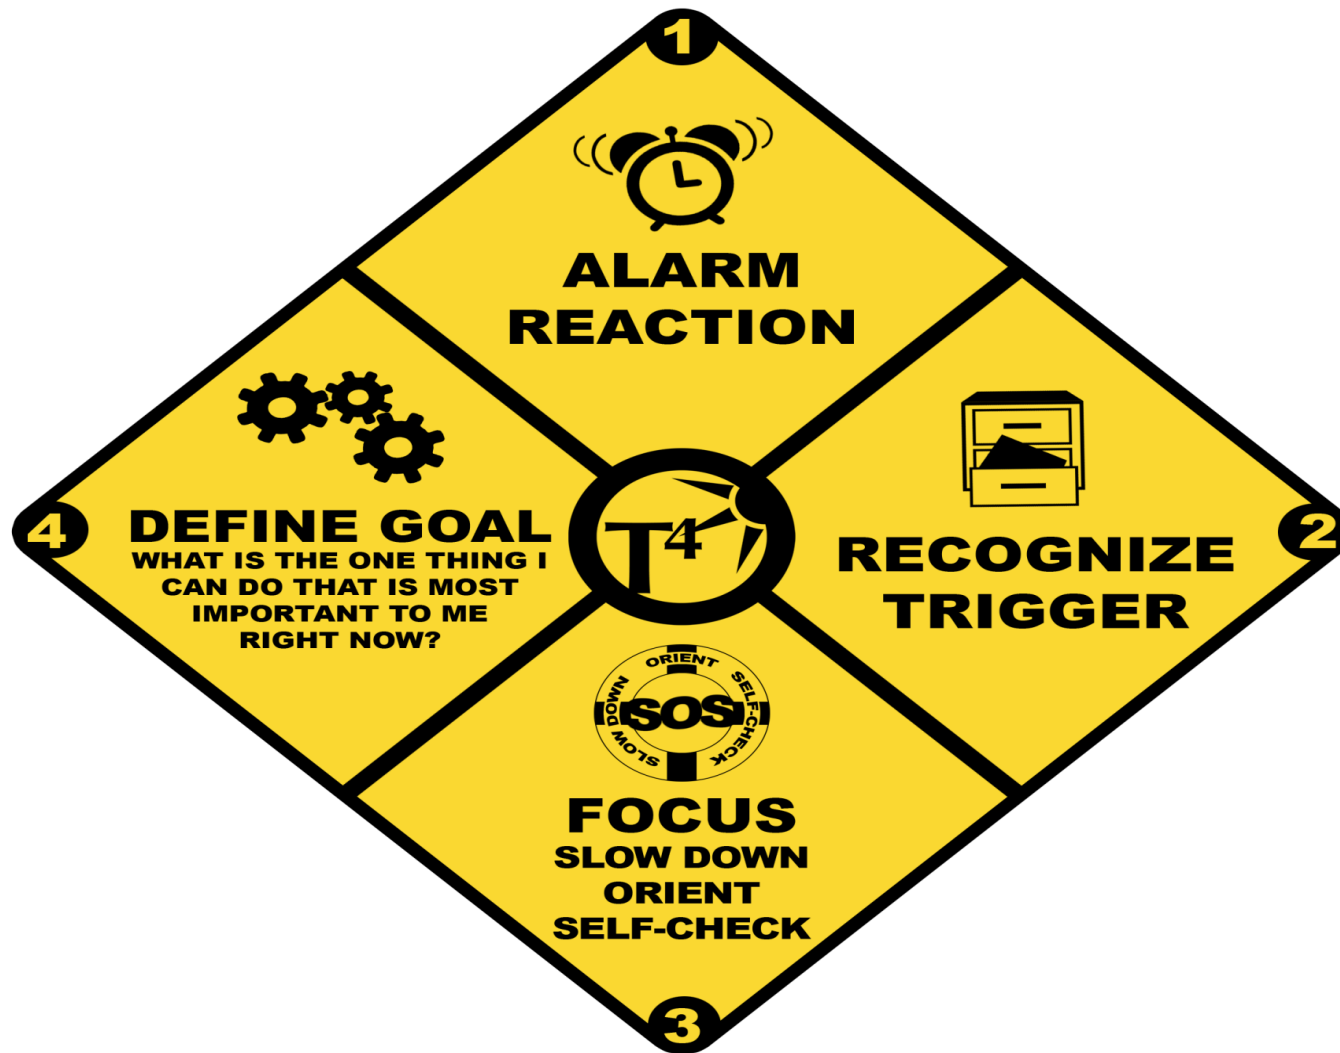 1
ALARM
REACTION
2
RECOGNIZE
TRIGGER
3
SLOW DOWN ORIENT SELF-CHECK
SOS
FOCUS
SLOW DOWN
ORIENT
SELF-CHECK
4
DEFINE GOAL
WHAT IS THE ONE THING I
CAN DO THAT IS MOST
IMPORTANT TO ME
RIGHT NOW?
T4